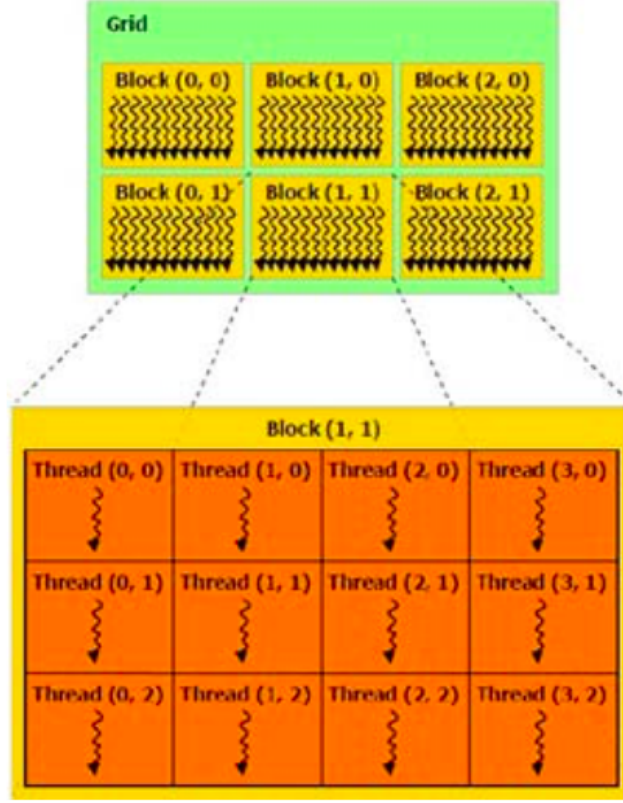 Grid
Block (0, 0) Block (1, 0) Block (2, 0)
Block (0, 1) Block (1, 1) Block (2, 1)
Block (1, 1)
Thread (0, 0) Thread (1, 0) Thread (2, 0) Thread (3, 0)
Thread (0, 1) Thread (1, 1) Thread (2, 1) Thread (3, 1)
Thread (0, 2) Thread (1, 2) Thread (2, 2) Thread (3, 2)